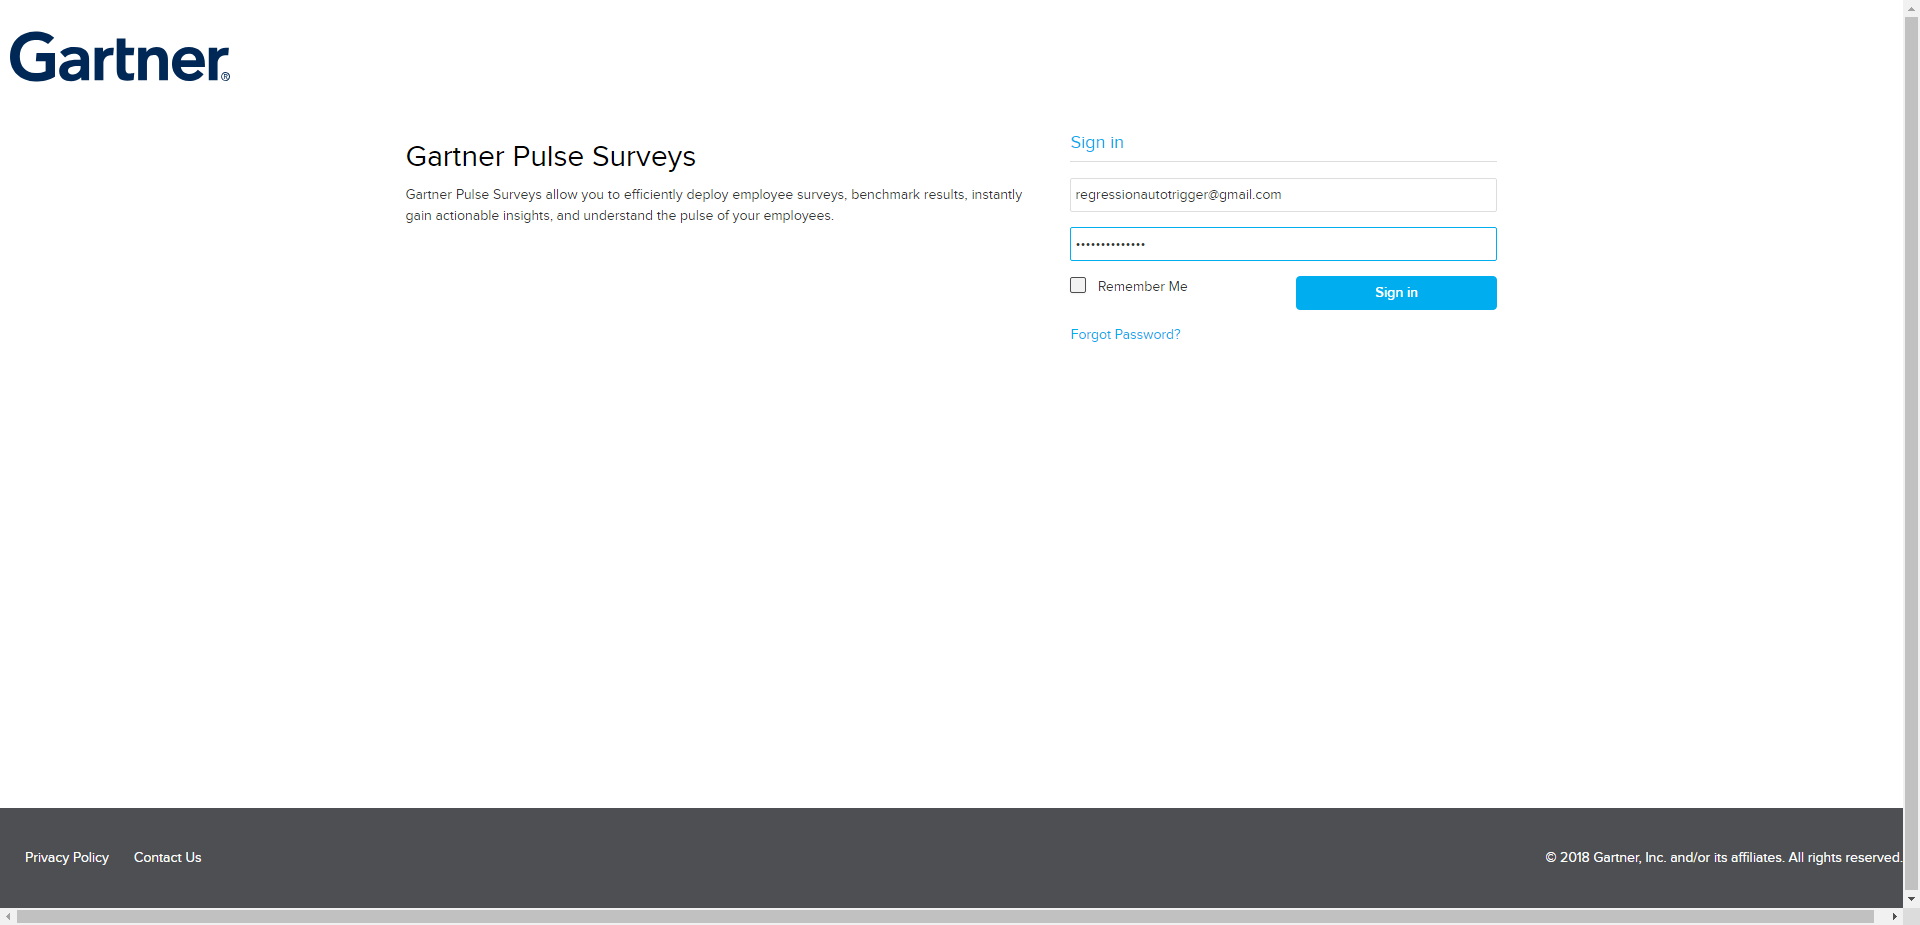 Gartner®
Gartner Pulse Surveys
Gartner Pulse Surveys allow you to efficiently deploy employee surveys, benchmark results, instantly
gain actionable insights, and understand the pulse of your employees.
Sign in
regressionautotrigger@gmail.com
••••••••••••••
Remember Me
Sign in
Forgot Password?
Privacy Policy
Contact Us
© 2018 Gartner, Inc. and/or its affiliates. All rights reserved.